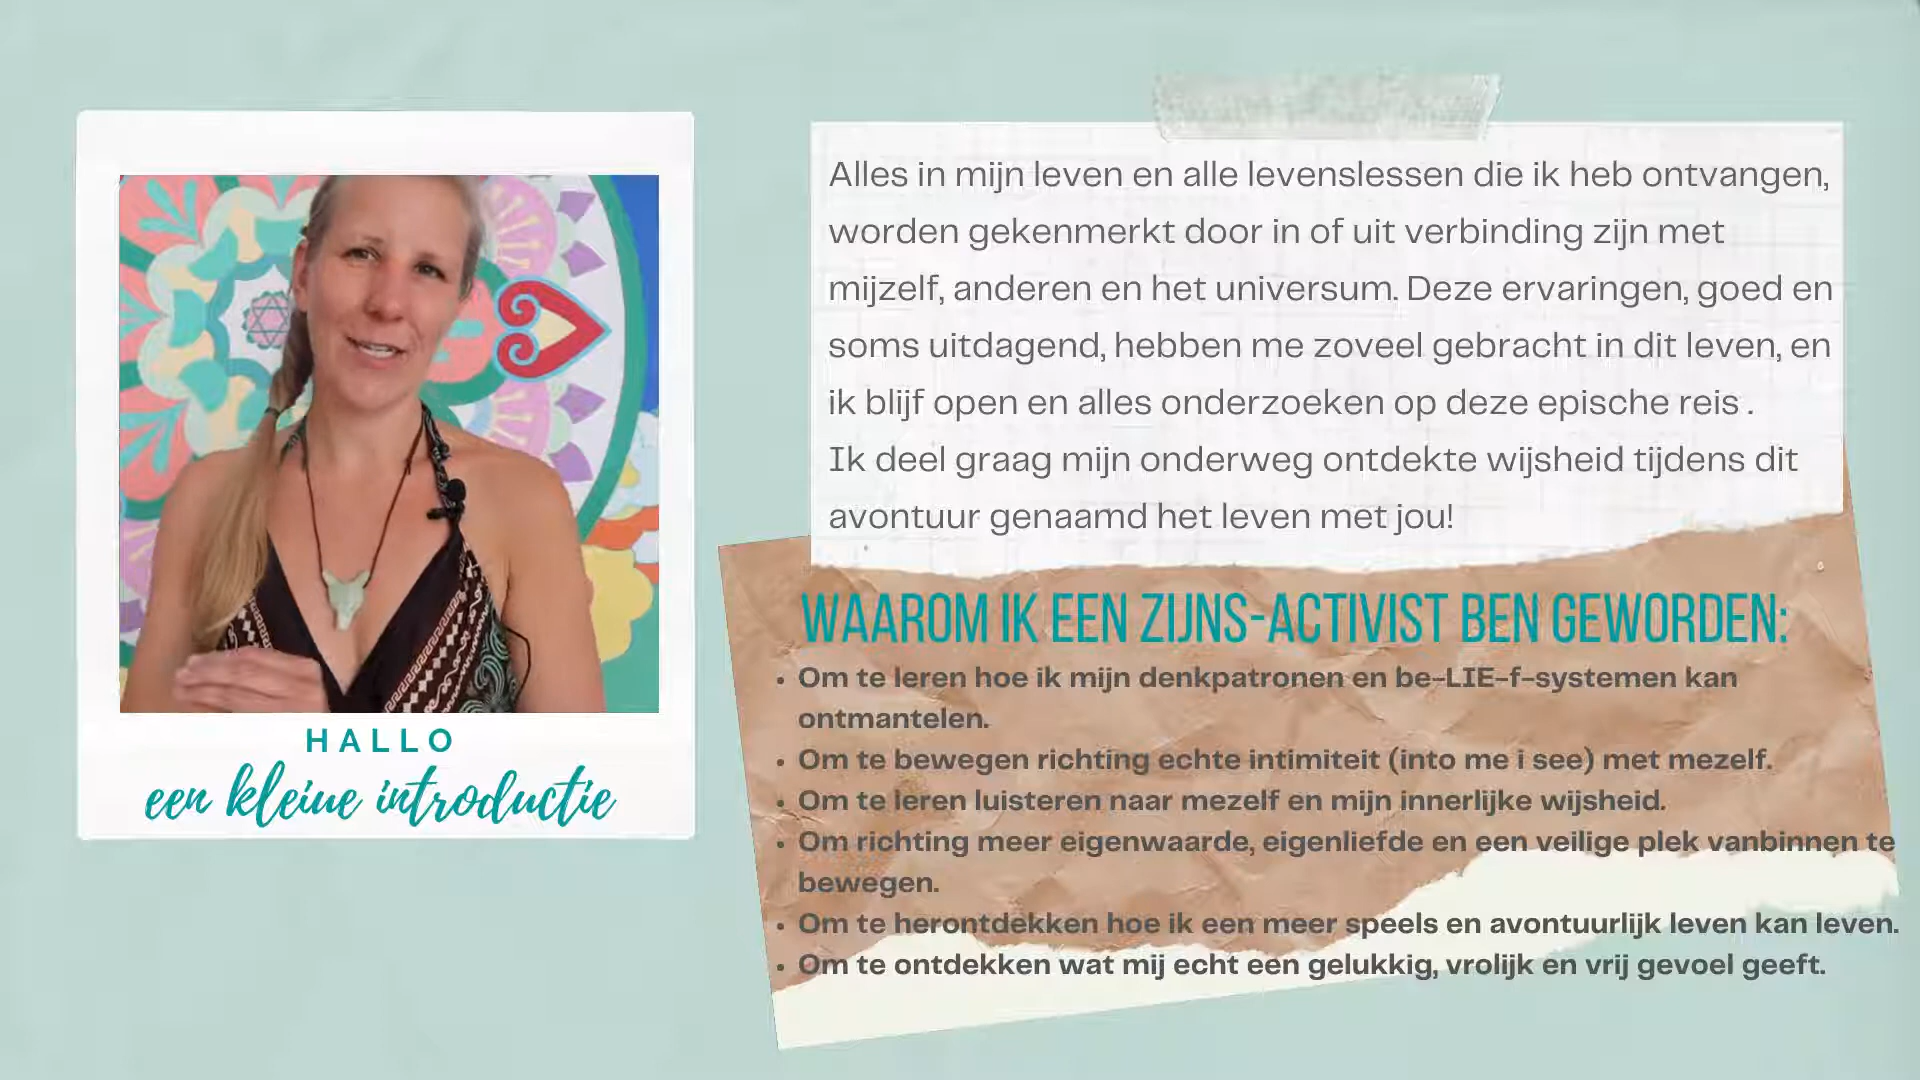 HALLO
een kleine introductie
Alles in mijn leven en alle levenslessen die ik heb ontvangen,
worden gekenmerkt door in of uit verbinding zijn met
mijzelf, anderen en het universum. Deze ervaringen, goed en
soms uitdagend, hebben me zoveel gebracht in dit leven, en
ik blijf open en alles onderzoeken op deze epische reis .
Ik deel graag mijn onderweg ontdekte wijsheid tijdens dit
avontuur genaamd het leven met jou!
WAAROM IK EEN ZIJNS-ACTIVIST BEN GEWORDEN:
• Om te leren hoe ik mijn denkpatronen en be-LIE-f-systemen kan
ontmantelen.
• Om te bewegen richting echte intimiteit (into me i see) met mezelf.
• Om te leren luisteren naar mezelf en mijn innerlijke wijsheid.
• Om richting meer eigenwaarde, eigenliefde en een veilige plek vanbinnen te
bewegen.
• Om te herontdekken hoe ik een meer speels en avontuurlijk leven kan leven.
• Om te ontdekken wat mij echt een gelukkig, vrolijk en vrij gevoel geeft.